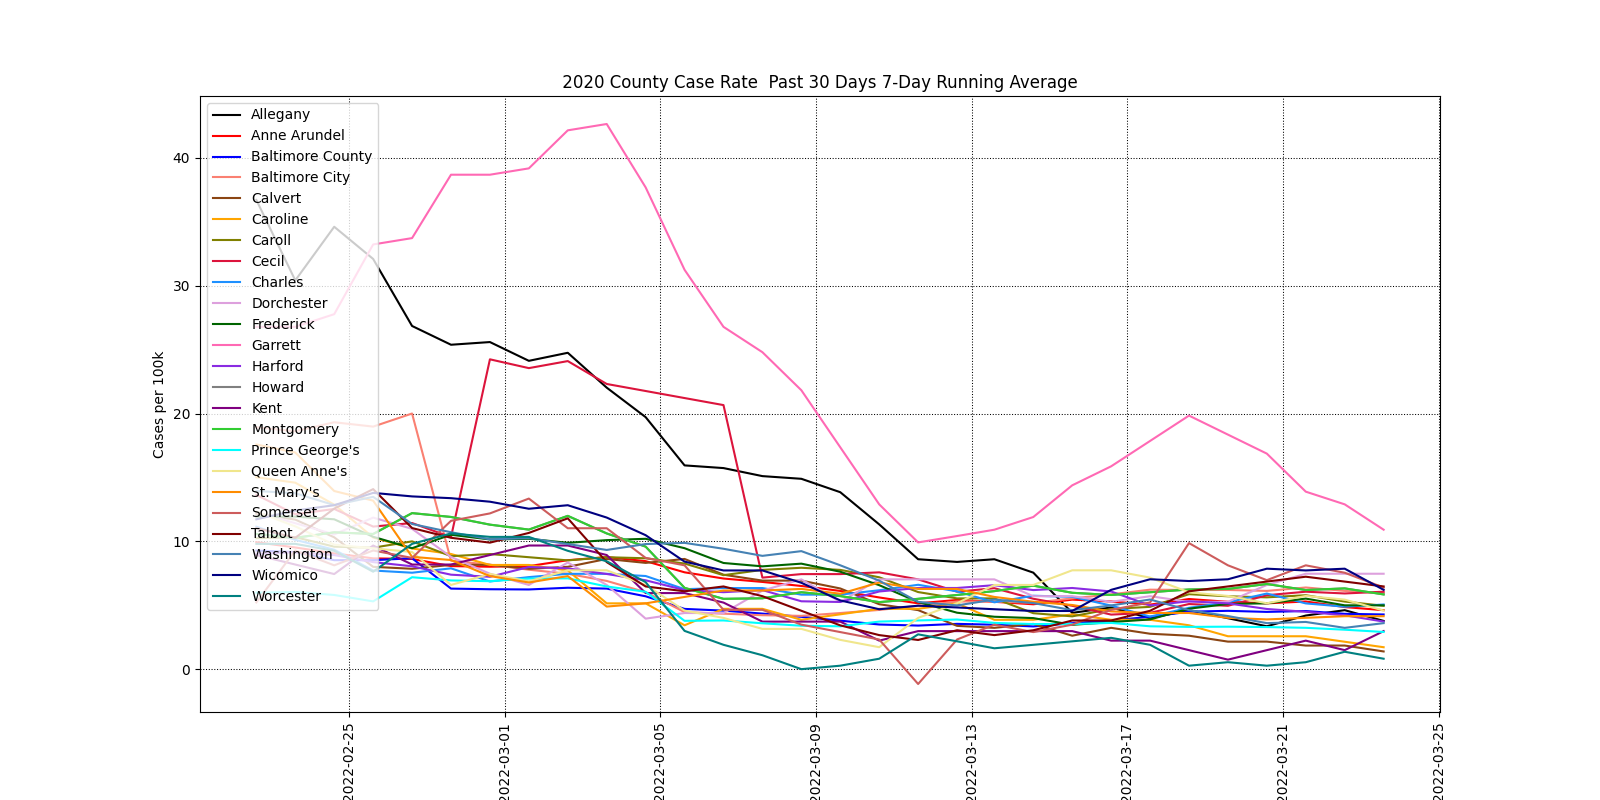 2020 County Case Rate  Past 30 Days 7-Day Running Average
Cases per 100k
40
30
20
10
0
Allegany
Anne Arundel
Baltimore County
Baltimore City
Calvert
Caroline
Caroll
Cecil
Charles
Dorchester
Frederick
Garrett
Harford
Howard
Kent
Montgomery
Prince George's
Queen Anne's
St. Mary's
Somerset
Talbot
Washington
Wicomico
Worcester
2022-02-25
2022-03-01
2022-03-05
2022-03-09
2022-03-13
2022-03-17
2022-03-21
2022-03-25